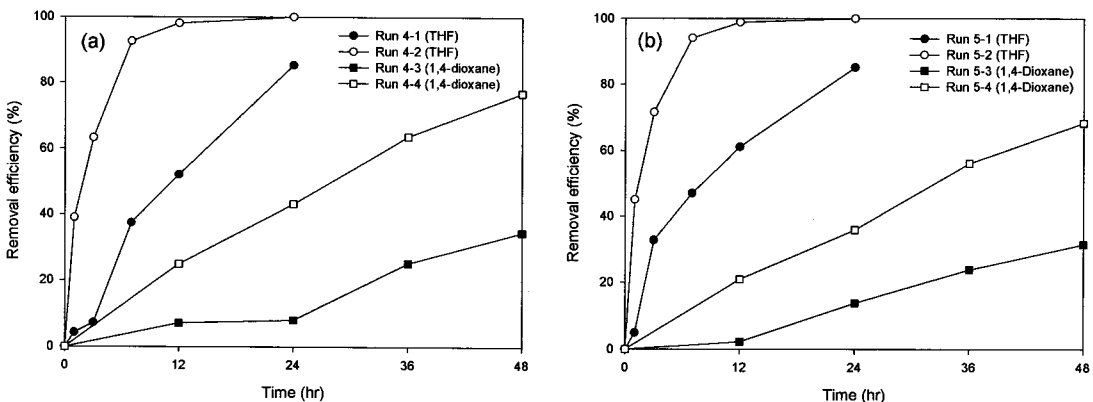 (a)
Run 4-1 (THF)
Run 4-2 (THF)
Run 4-3 (1,4-dioxane)
Run 4-4 (1,4-dioxane)
Removal efficiency (%)
100
80
60
40
20
0
0 12 24 36 48
Time (hr)
(b)
Run 5-1 (THF)
Run 5-2 (THF)
Run 5-3 (1,4-Dioxane)
Run 5-4 (1,4-Dioxane)
Removal efficiency (%)
100
80
60
40
20
0
0 12 24 36 48
Time (hr)